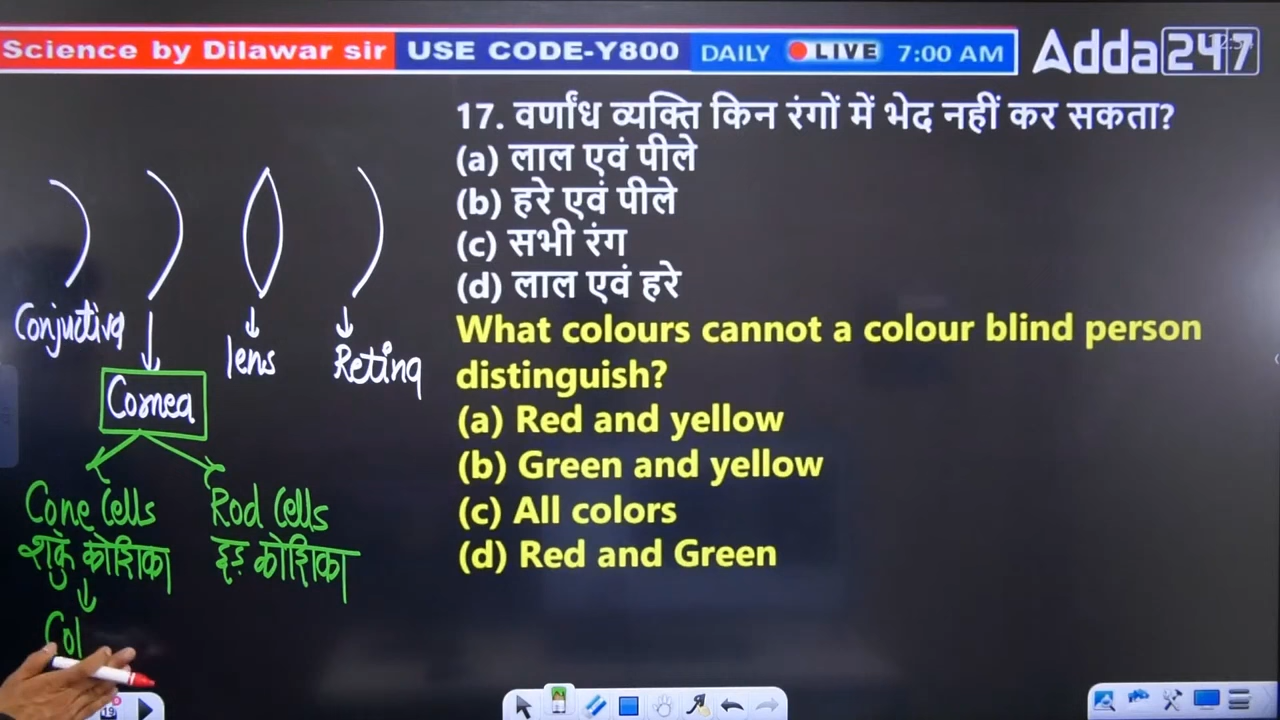 Science by Dilawar sir USE CODE-Y800 DAILY LIVE 7:00 AM Adda247
17. वर्णांध व्यक्ति किन रंगों में भेद नहीं कर सकता?
(a) लाल एवं पीले
(b) हरे एवं पीले
(c) सभी रंग
(d) लाल एवं हरे
What colours cannot a colour blind person
distinguish?
(a) Red and yellow
(b) Green and yellow
(c) All colors
(d) Red and Green
Conjuctiva
lens
Retina
Cornea
Cone Cells
शंकु कोशिका
Rod Cells
दृढ़ कोशिका
Col